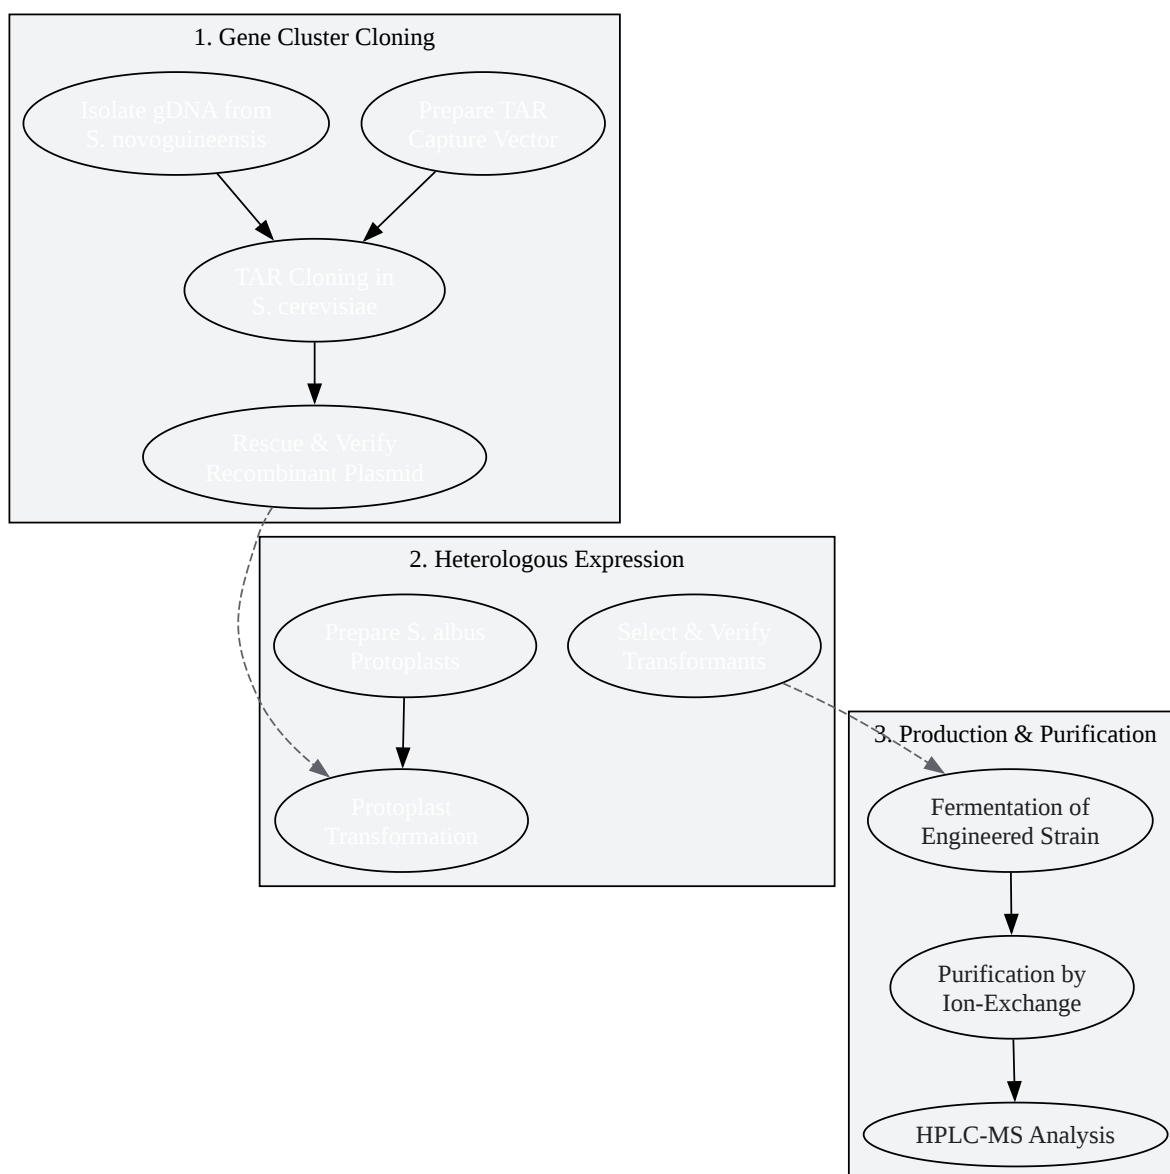 1. Gene Cluster Cloning
Isolate gDNA from
S. novoguineensis
Prepare TAR
Capture Vector
TAR Cloning in
S. cerevisiae
Rescue & Verify
Recombinant Plasmid
2. Heterologous Expression
Prepare S. albus
Protoplasts
Select & Verify
Transformants
Protoplast
Transformation
3. Production & Purification
Fermentation of
Engineered Strain
Purification by
Ion-Exchange
HPLC-MS Analysis